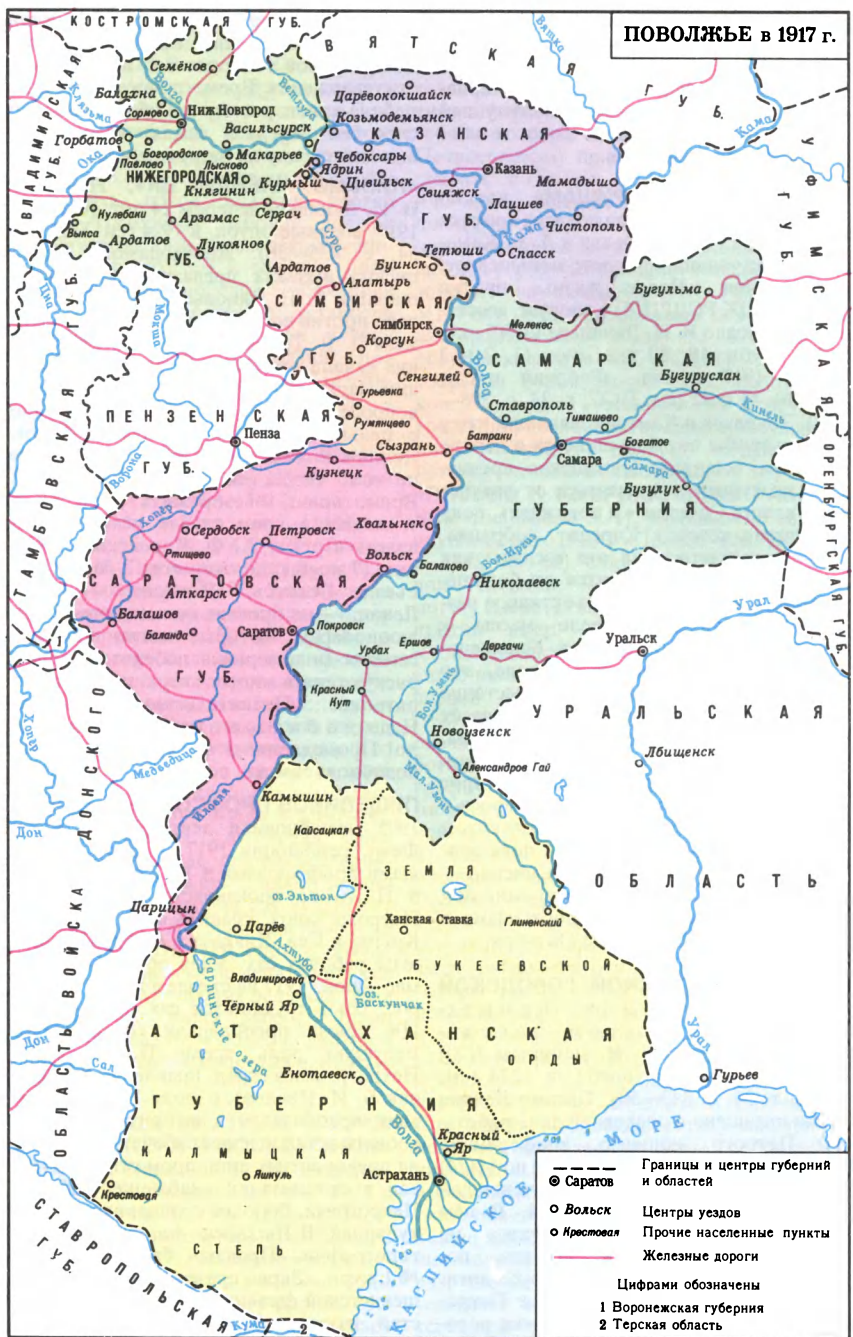 ПОВОЛЖЬЕ в 1917 г.
КОСТРОМСКАЯ ГУБ.
ВЯТСКАЯ ГУБ.
Вятка
Семёнов
Ветлуга
Волга
Царёвококшайск
Балахна
Клязьма
Сормово
Ниж.Новгород
Козьмодемьянск
КАЗАНСКАЯ
Кама
ВЛАДИМИРСКАЯ ГУБ.
Горбатов
Васильсурск
Ока
Павлово
Богородское
Лысково
Макарьев
Ядрин
Чебоксары
Казань
НИЖЕГОРОДСКАЯ
Курмыш
Цивильск
Свияжск
Мамадыш
Княгинин
ГУБ.
Лаишев
Кулебаки
Арзамас
Сергач
Кама
Чистополь
Выкса
Ардатов
Сура
УФИМСКАЯ ГУБ.
Лукоянов
Тетюши
Спасск
ГУБ.
Буинск
Ардатов
Алатырь
Бугульма
Цна
Мокша
СИМБИРСКАЯ
Симбирск
Мелекес
Корсун
ГУБ.
САМАРСКАЯ
Волга
Сенгилей
Бугуруслан
ПЕНЗЕНСКАЯ
Гурьевка
Ставрополь
Тимашево
Кинель
Румянцево
Пенза
Батраки
Богатое
ГУБ.
Сызрань
Самара
Самара
ОРЕНБУРГСКАЯ ГУБ.
ТАМБОВСКАЯ ГУБ.
Ворона
Кузнецк
Бузулук
Хопёр
ГУБЕРНИЯ
Хвалынск
Сердобск
Петровск
Ртищево
Вольск
Бол.Иргиз
Балаково
САРАТОВСКАЯ
Николаевск
Аткарск
Балашов
Урал
Баланда
Саратов
Покровск
1
Ершов
Уральск
Урбах
Дергачи
ГУБ.
Красный
Кут
УРАЛЬСКАЯ
Хопёр
Бол.Узень
Новоузенск
Медведица
Лбищенск
Александров Гай
Иловля
Камышин
Мал.Узень
Дон
Кайсацкая
ЗЕМЛЯ
ОБЛАСТЬ
оз.Эльтон
Глиненский
Царицын
Царёв
Ханская Ставка
Ахтуба
БУКЕЕВСКОЙ
Владимировка
оз.
Баскунчак
Сарпинские озера
Чёрный Яр
АСТРАХАНСКАЯ
Дон
ОРДЫ
Урал
Сал
Енотаевск
Гурьев
ОБЛАСТЬ ВОЙСКА ДОНСКОГО
ГУБЕРНИЯ
Волга
Красный
Яр
КАСПИЙСКОЕ МОРЕ
КАЛМЫЦКАЯ
Крестовая
Яшкуль
Астрахань
СТЕПЬ
СТАВРОПОЛЬСКАЯ ГУБ.
Кума
2
Границы и центры губерний
Саратов и областей
Вольск Центры уездов
Крестовая Прочие населенные пункты
Железные дороги
Цифрами обозначены
1 Воронежская губерния
2 Терская область